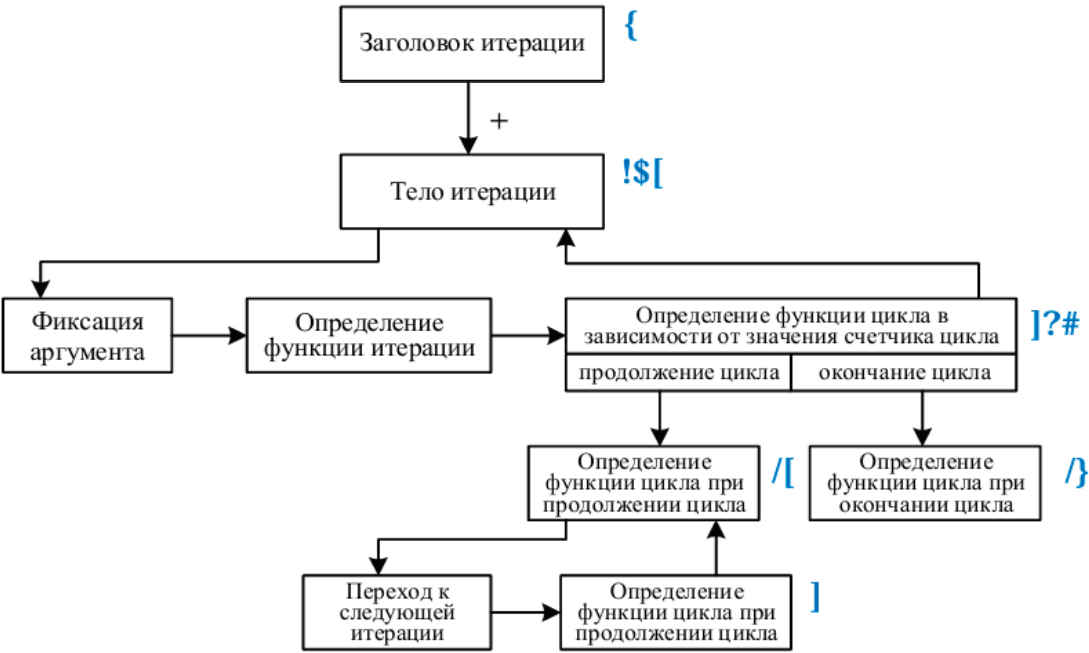 Заголовок итерации
{
+
Тело итерации
!$[
Фиксация
аргумента
Определение
функции итерации
Определение функции цикла в
зависимости от значения счетчика цикла
]?#
продолжение цикла
окончание цикла
Определение
функции цикла при
продолжении цикла
/[
Определение
функции цикла при
окончании цикла
/}
Переход к
следующей
итерации
Определение
функции цикла при
продолжении цикла
]